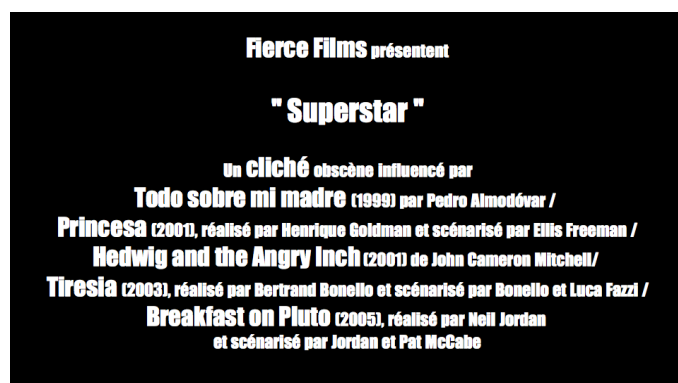 Fierce Films présentent
" Superstar "
Un cliché obscène influencé par
Todo sobre mi madre (1999) par Pedro Almodóvar /
Princesa (2001), réalisé par Henrique Goldman et scénarisé par Ellis Freeman /
Hedwig and the Angry Inch (2001) de John Cameron Mitchell/
Tiresia (2003), réalisé par Bertrand Bonello et scénarisé par Bonello et Luca Fazzi /
Breakfast on Pluto (2005), réalisé par Neil Jordan
et scénarisé par Jordan et Pat McCabe